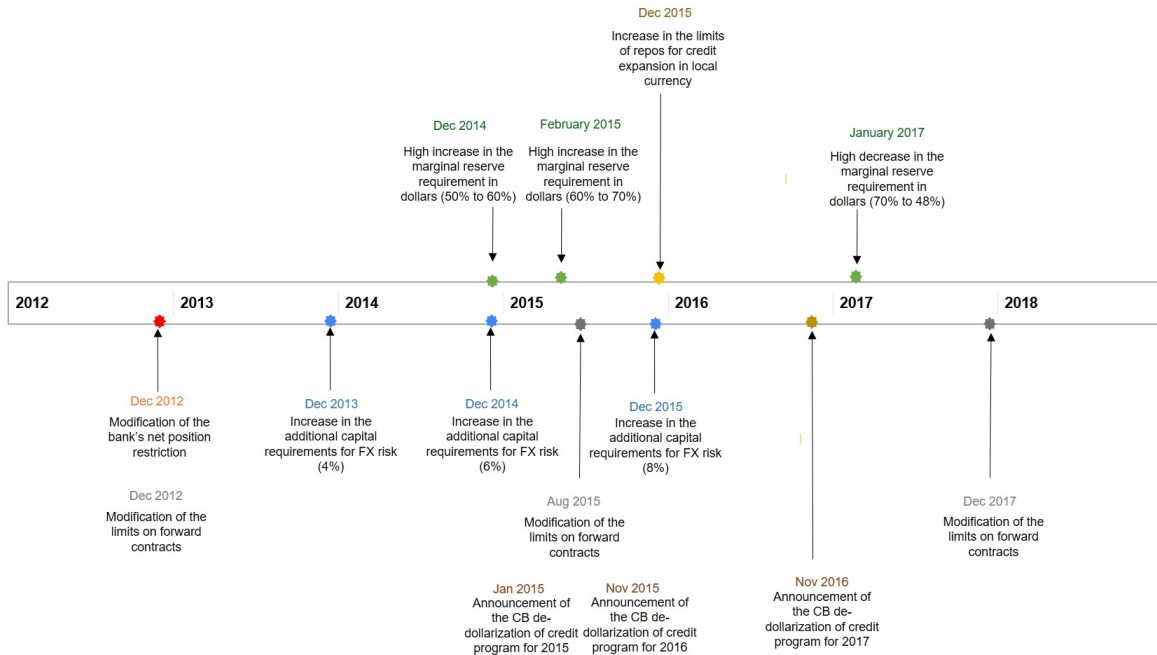 Dec 2015
Increase in the limits
of repos for credit
expansion in local
currency
Dec 2014
High increase in the
marginal reserve
requirement in
dollars (50% to 60%)
February 2015
High increase in the
marginal reserve
requirement in
dollars (60% to 70%)
January 2017
High decrease in the
marginal reserve
requirement in
dollars (70% to 48%)
2012
2013
2014
2015
2016
2017
2018
Dec 2012
Modification of the
bank's net position
restriction
Dec 2013
Increase in the
additional capital
requirements for FX risk
(4%)
Dec 2014
Increase in the
additional capital
requirements for FX risk
(6%)
Dec 2015
Increase in the
additional capital
requirements for FX risk
(8%)
Dec 2012
Modification of the
limits on forward
contracts
Aug 2015
Modification of the
limits on forward
contracts
Dec 2017
Modification of the
limits on forward
contracts
Jan 2015
Announcement of
the CB de-
dollarization of credit
program for 2015
Nov 2015
Announcement of
the CB de-
dollarization of credit
program for 2016
Nov 2016
Announcement of
the CB de-
dollarization of credit
program for 2017